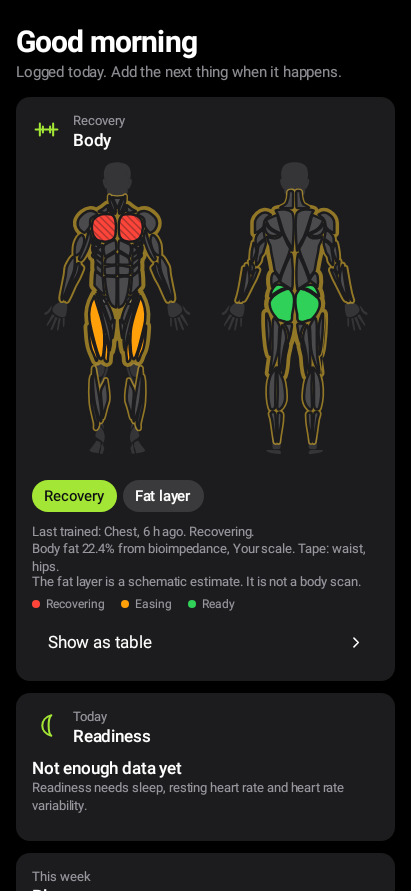 Good morning
Logged today. Add the next thing when it happens.
Recovery
Body
Recovery
Fat layer
Last trained: Chest, 6 h ago. Recovering.
Body fat 22.4% from bioimpedance, Your scale. Tape: waist,
hips.
The fat layer is a schematic estimate. It is not a body scan.
Recovering
Easing
Ready
Show as table
Today
Readiness
Not enough data yet
Readiness needs sleep, resting heart rate and heart rate
variability.
This week